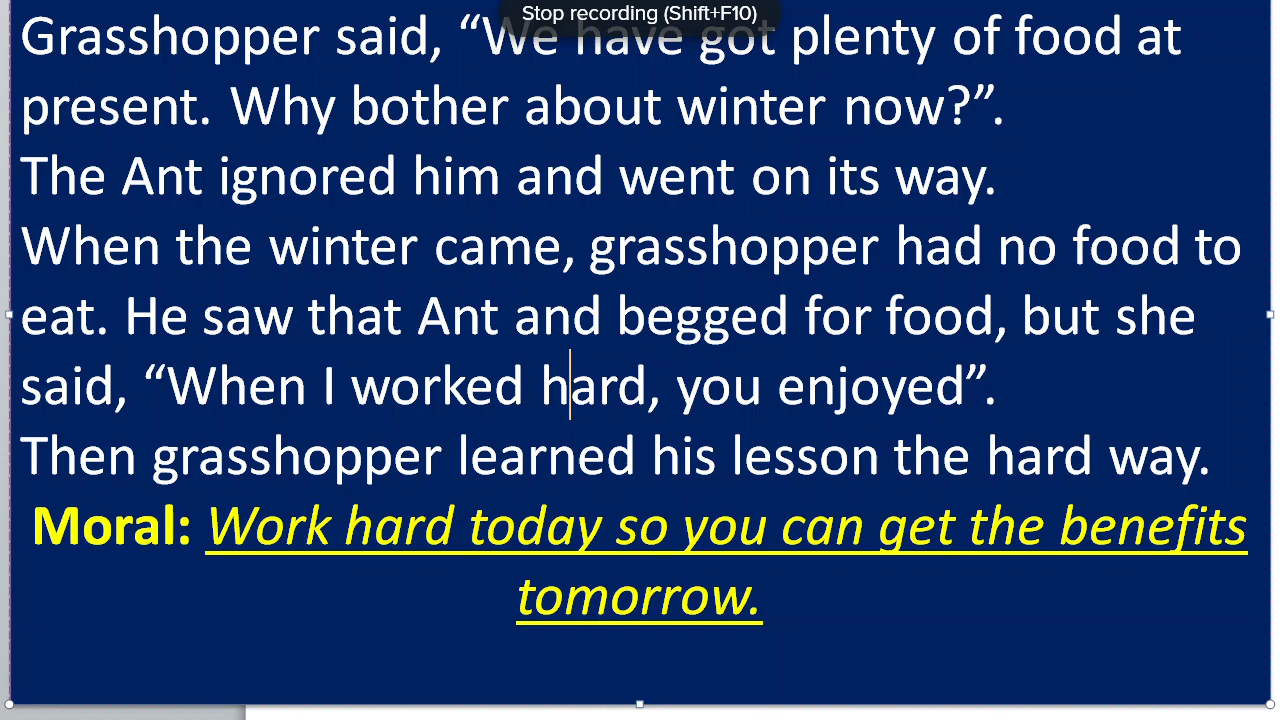 Stop recording (Shift+F10)
Grasshopper said, “We have got plenty of food at
present. Why bother about winter now?”.
The Ant ignored him and went on its way.
When the winter came, grasshopper had no food to
eat. He saw that Ant and begged for food, but she
said, “When I worked hard, you enjoyed”.
Then grasshopper learned his lesson the hard way.
Moral: Work hard today so you can get the benefits
tomorrow.